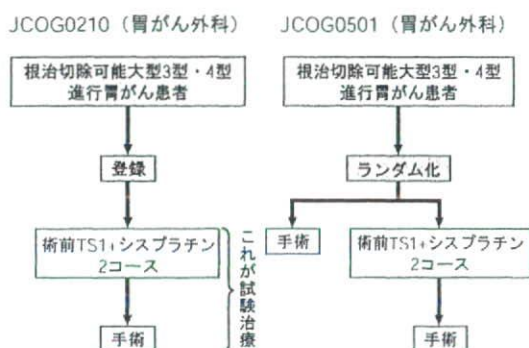 JCOG0210（胃がん外科）
根治切除可能大型3型・4型
進行胃がん患者
登録
術前TS1+シスプラチン
2コース
手術
これが試験治療
JCOG0501（胃がん外科）
根治切除可能大型3型・4型
進行胃がん患者
ランダム化
手術
術前TS1+シスプラチン
2コース
手術